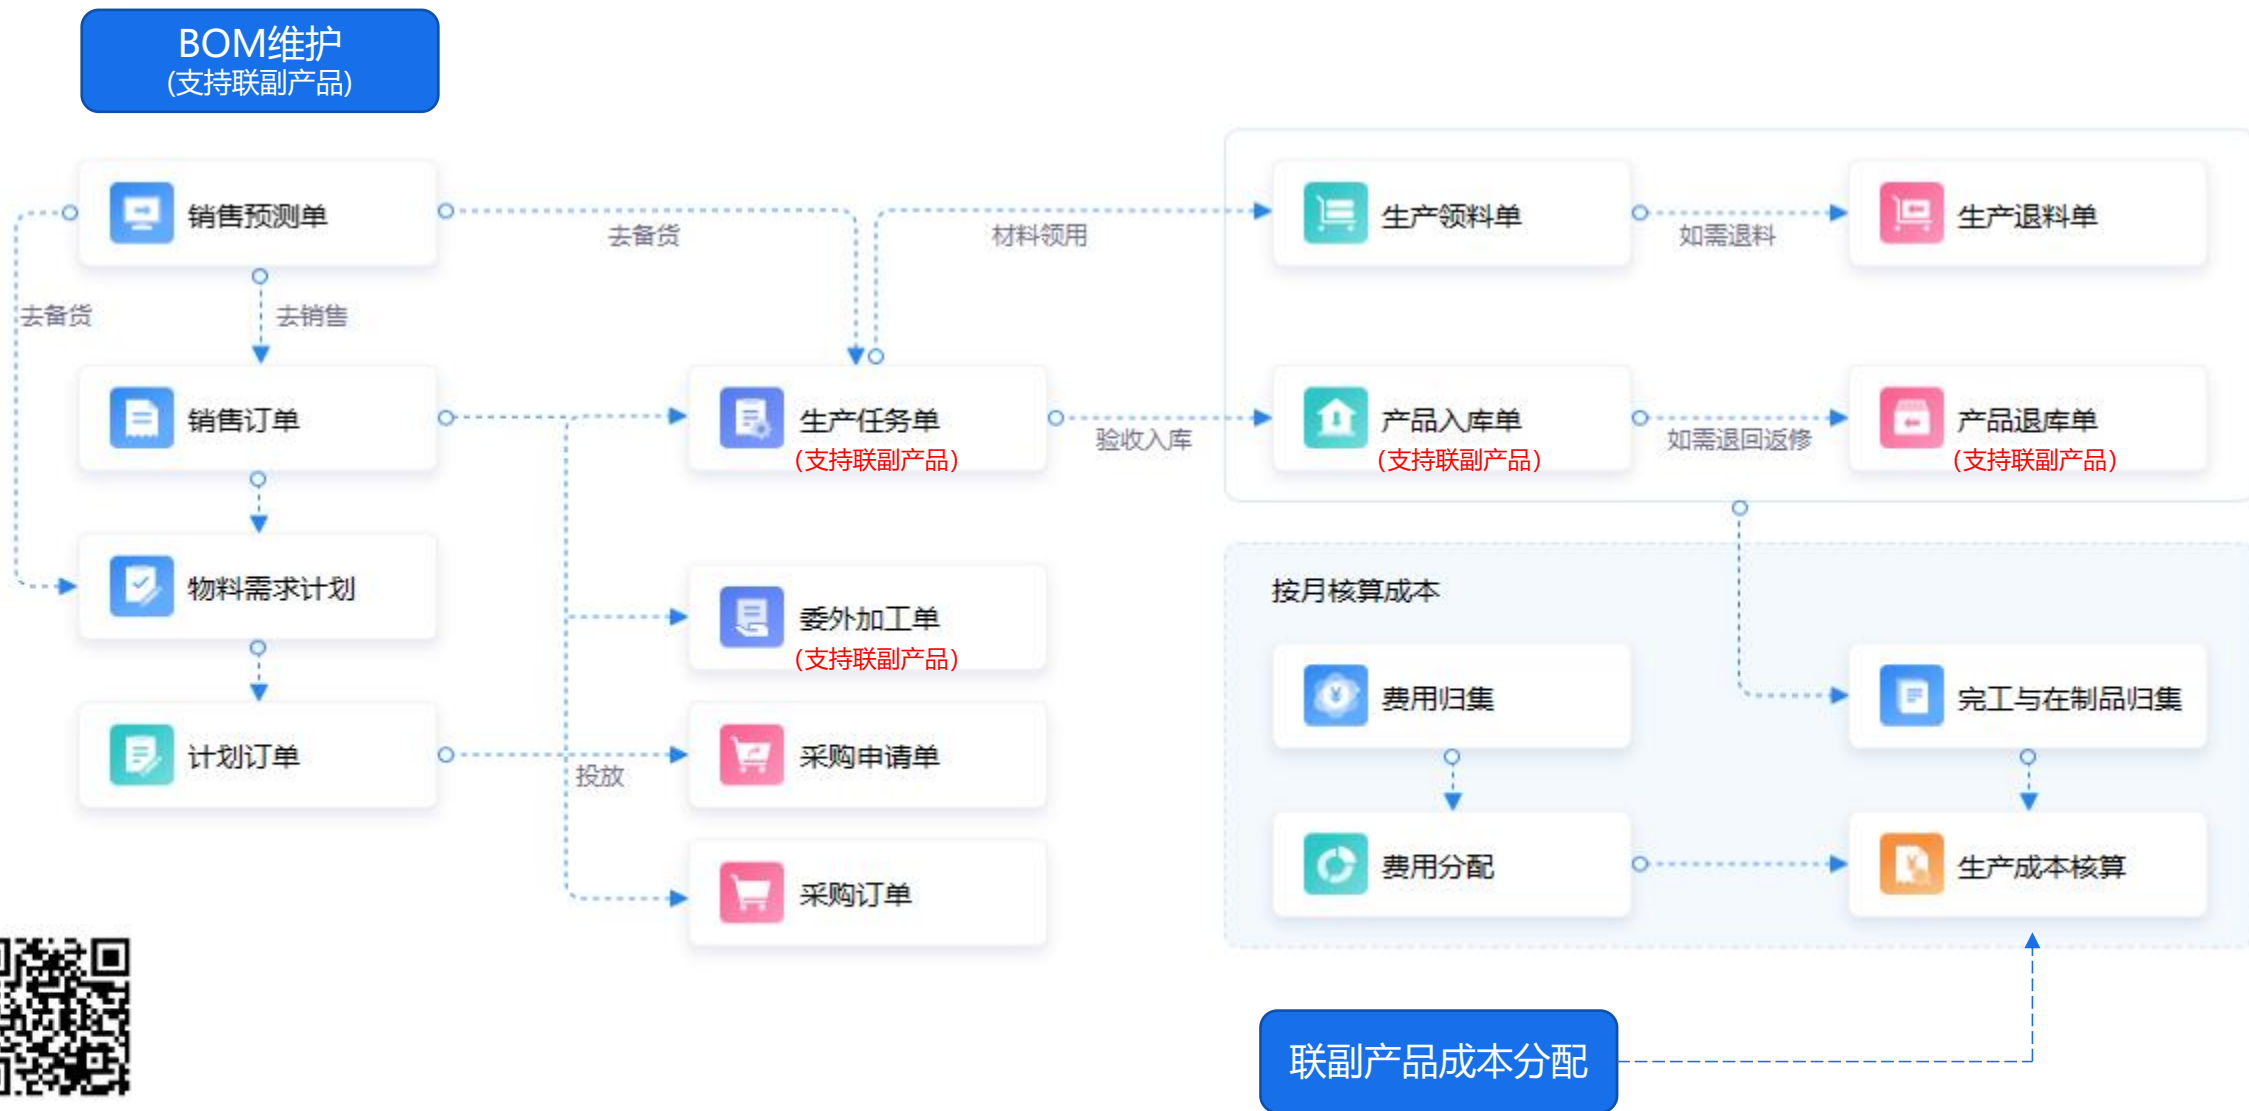 BOM维护
(支持联副产品)
销售预测单
去备货
材料领用
生产领料单
如需退料
生产退料单
去备货
去销售
销售订单
生产任务单
(支持联副产品)
验收入库
产品入库单
(支持联副产品)
如需退回返修
产品退库单
(支持联副产品)
物料需求计划
委外加工单
(支持联副产品)
按月核算成本
费用归集
完工与在制品归集
计划订单
投放
采购申请单
采购订单
费用分配
生产成本核算
联副产品成本分配